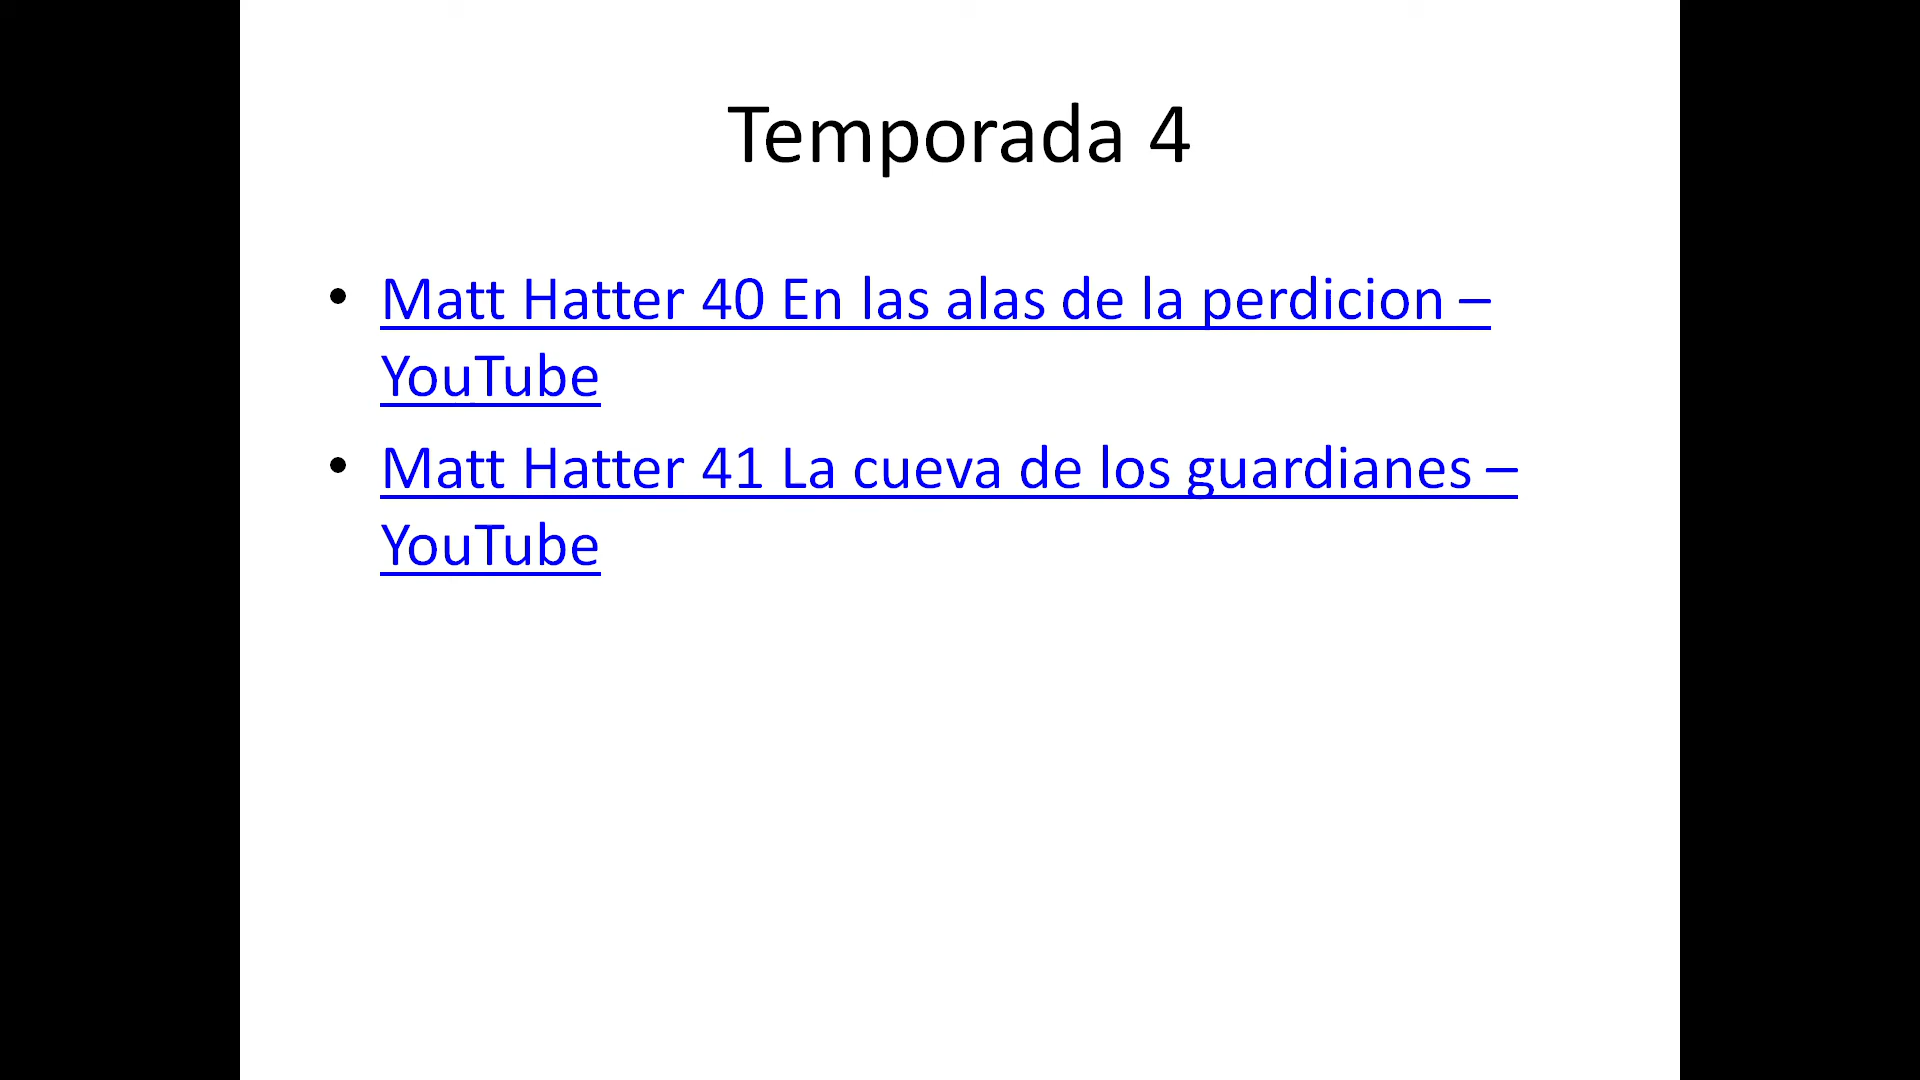 Temporada 4
• Matt Hatter 40 En las alas de la perdicion –
YouTube
• Matt Hatter 41 La cueva de los guardianes –
YouTube